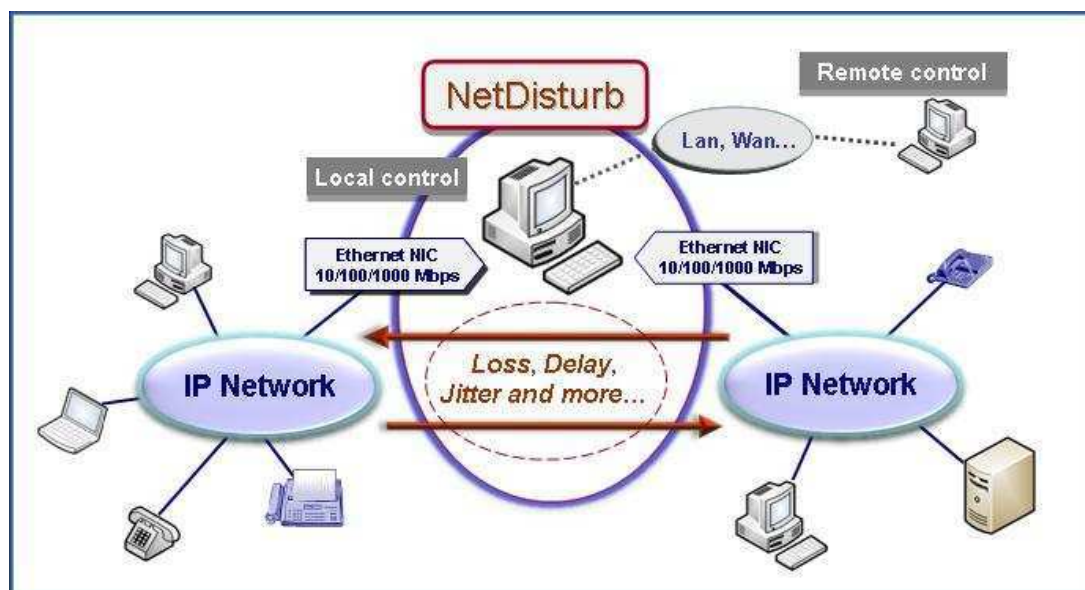 NetDisturb
Remote control
Lan, Wan...
Local control
Ethernet NIC
10/100/1000 Mbps
Ethernet NIC
10/100/1000 Mbps
IP Network
Loss, Delay,
Jitter and more...
IP Network